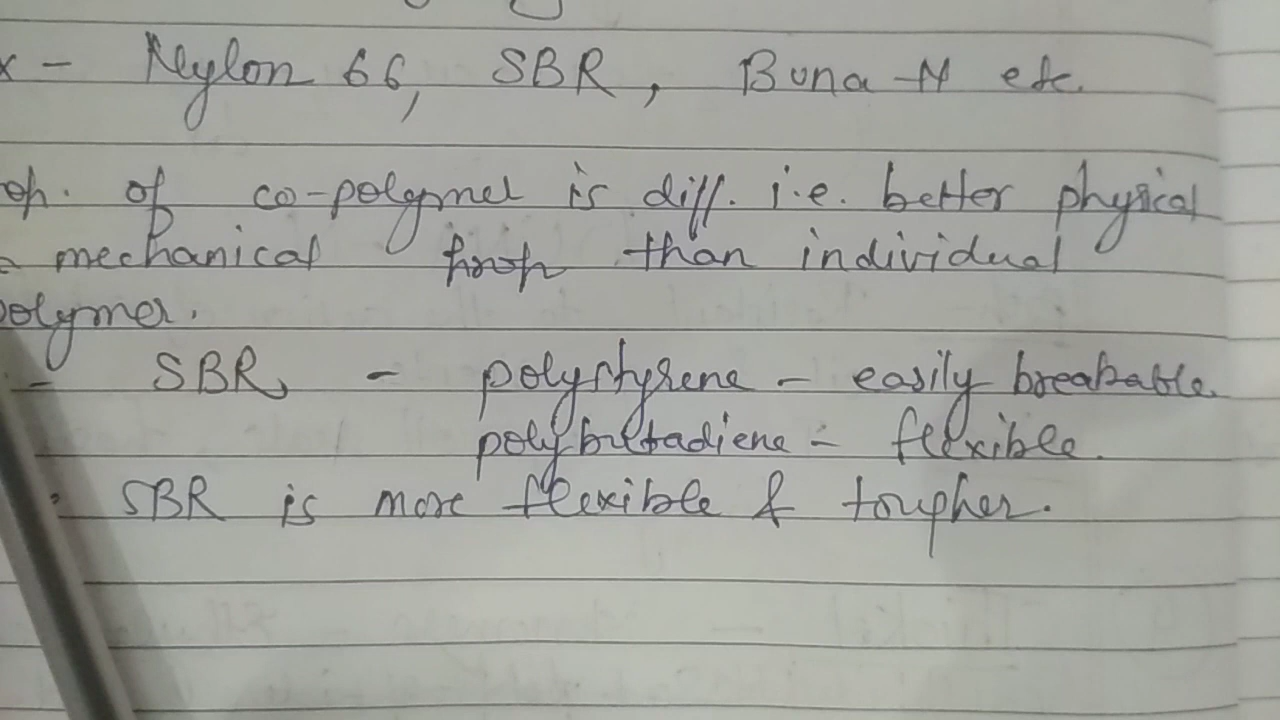 x - Nylon 66, SBR, Buna-N etc.
op. of co-polymer is diff. i.e. better physical
mechanical prop than individual
polymer.
- SBR, - polystyrene - easily breakable.
polybutadiene - flexible.
SBR is more flexible & tougher.